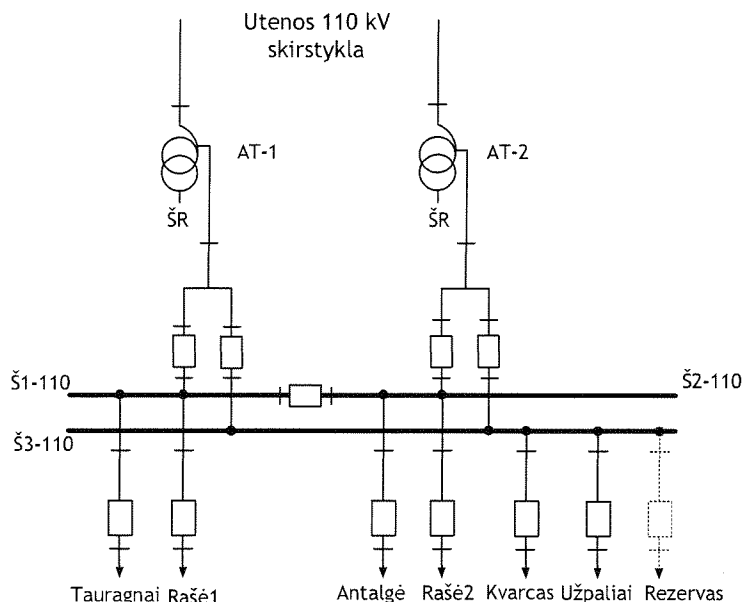 Utenos 110 kV
skirstykla
AT-1
AT-2
ŠR
ŠR
Š1-110
Š2-110
Š3-110
Tauragnai Rašė1 Antalgė Rašė2 Kvarcas Užpaliai Rezervas